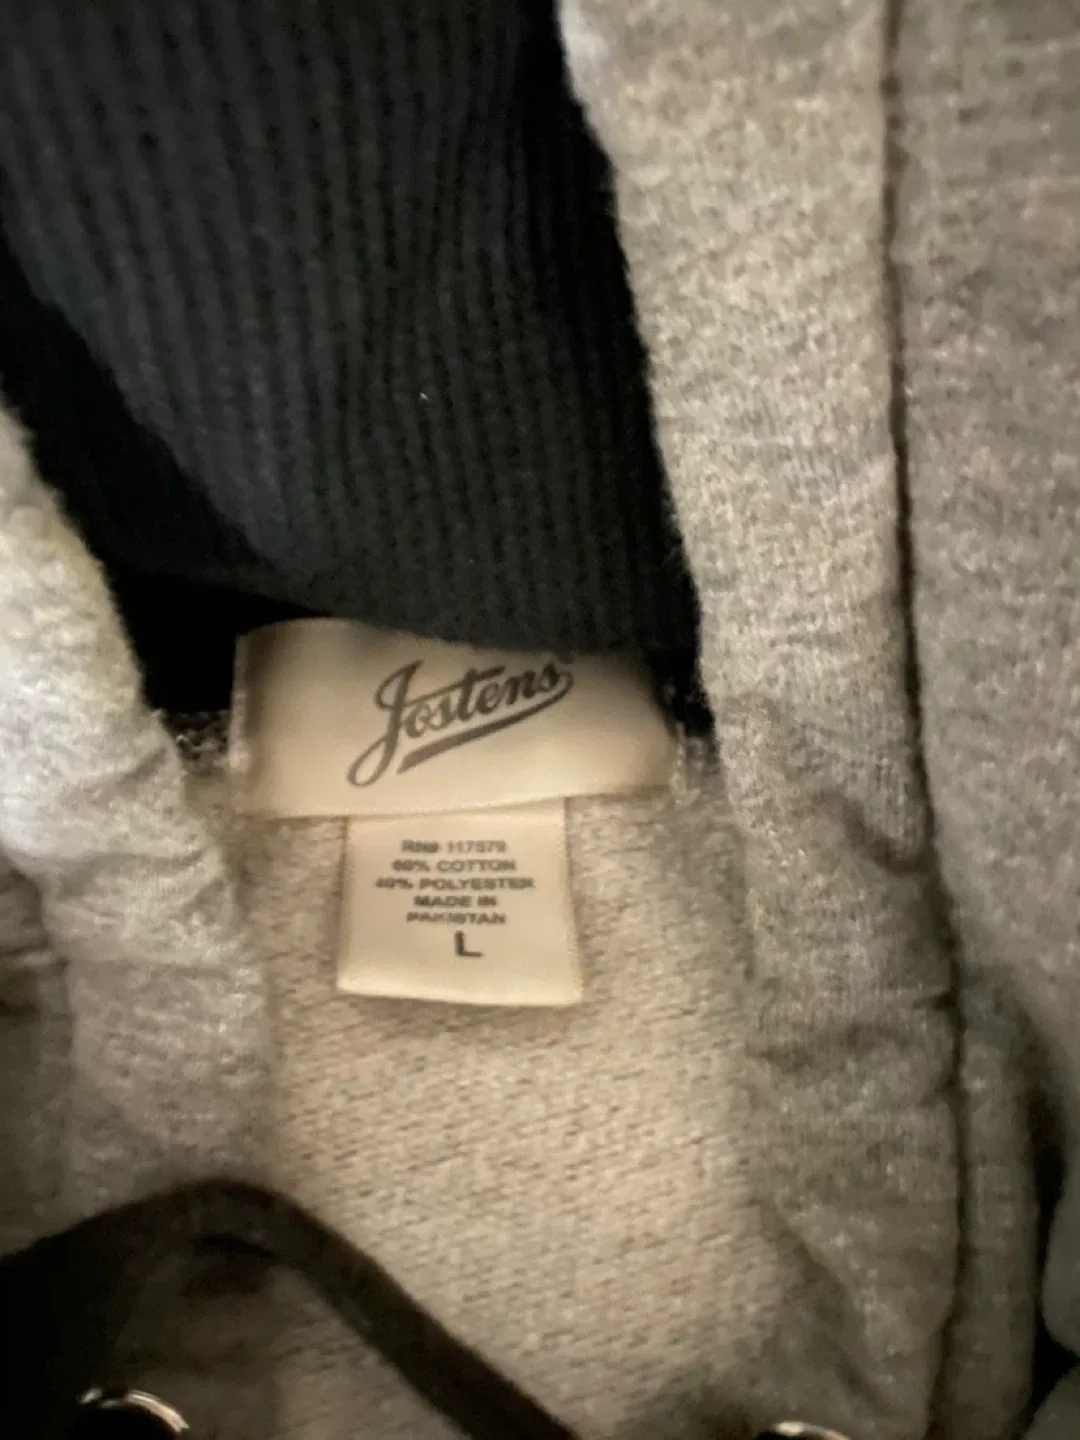 Jostens
RN# 117579
60% COTTON
40% POLYESTER
MADE IN
PAKISTAN
L